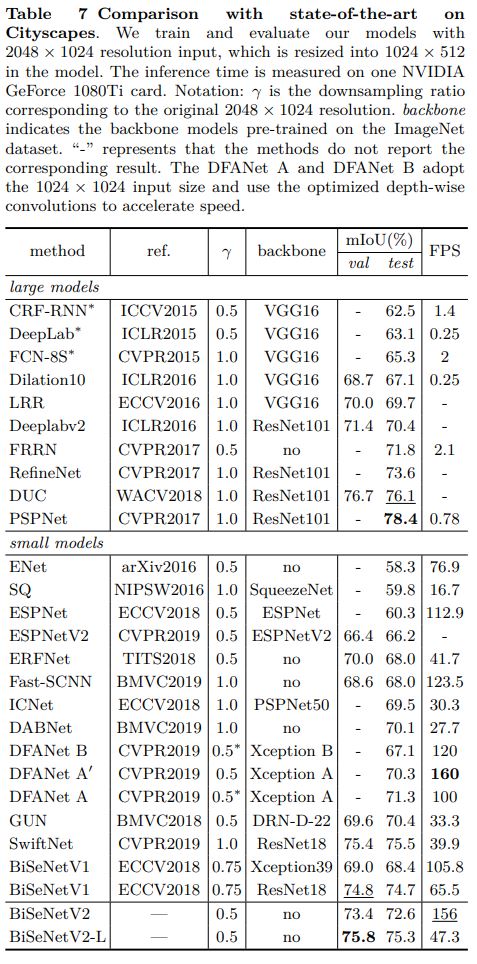 Table 7 Comparison with state-of-the-art on
Cityscapes. We train and evaluate our models with
2048 × 1024 resolution input, which is resized into 1024 × 512
in the model. The inference time is measured on one NVIDIA
GeForce 1080Ti card. Notation: γ is the downsampling ratio
corresponding to the original 2048 × 1024 resolution. backbone
indicates the backbone models pre-trained on the ImageNet
dataset. “-” represents that the methods do not report the
corresponding result. The DFANet A and DFANet B adopt
the 1024 × 1024 input size and use the optimized depth-wise
convolutions to accelerate speed.
method ref. γ backbone mIoU(%) FPS
val test
large models
CRF-RNN* ICCV2015 0.5 VGG16 - 62.5 1.4
DeepLab* ICLR2015 0.5 VGG16 - 63.1 0.25
FCN-8S* CVPR2015 1.0 VGG16 - 65.3 2
Dilation10 ICLR2016 1.0 VGG16 68.7 67.1 0.25
LRR ECCV2016 1.0 VGG16 70.0 69.7 -
Deeplabv2 ICLR2016 1.0 ResNet101 71.4 70.4 -
FRRN CVPR2017 0.5 no - 71.8 2.1
RefineNet CVPR2017 1.0 ResNet101 - 73.6 -
DUC WACV2018 1.0 ResNet101 76.7 76.1 -
PSPNet CVPR2017 1.0 ResNet101 - 78.4 0.78
small models
ENet arXiv2016 0.5 no - 58.3 76.9
SQ NIPSW2016 1.0 SqueezeNet - 59.8 16.7
ESPNet ECCV2018 0.5 ESPNet - 60.3 112.9
ESPNetV2 CVPR2019 0.5 ESPNetV2 66.4 66.2 -
ERFNet TITS2018 0.5 no 70.0 68.0 41.7
Fast-SCNN BMVC2019 1.0 no 68.6 68.0 123.5
ICNet ECCV2018 1.0 PSPNet50 - 69.5 30.3
DABNet BMVC2019 1.0 no - 70.1 27.7
DFANet B CVPR2019 0.5* Xception B - 67.1 120
DFANet A′ CVPR2019 0.5 Xception A - 70.3 160
DFANet A CVPR2019 0.5* Xception A - 71.3 100
GUN BMVC2018 0.5 DRN-D-22 69.6 70.4 33.3
SwiftNet CVPR2019 1.0 ResNet18 75.4 75.5 39.9
BiSeNetV1 ECCV2018 0.75 Xception39 69.0 68.4 105.8
BiSeNetV1 ECCV2018 0.75 ResNet18 74.8 74.7 65.5
BiSeNetV2 — 0.5 no 73.4 72.6 156
BiSeNetV2-L — 0.5 no 75.8 75.3 47.3